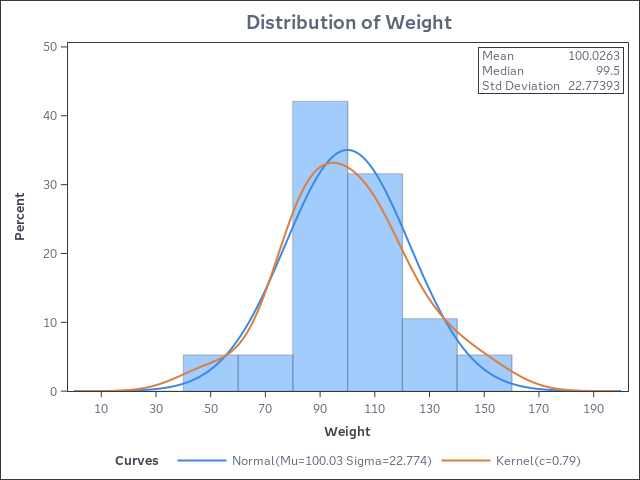 Distribution of Weight
Mean 100.0263
Median 99.5
Std Deviation 22.77393
50
40
30
20
10
0
Percent
10 30 50 70 90 110 130 150 170 190
Weight
Curves Normal(Mu=100.03 Sigma=22.774) Kernel(c=0.79)